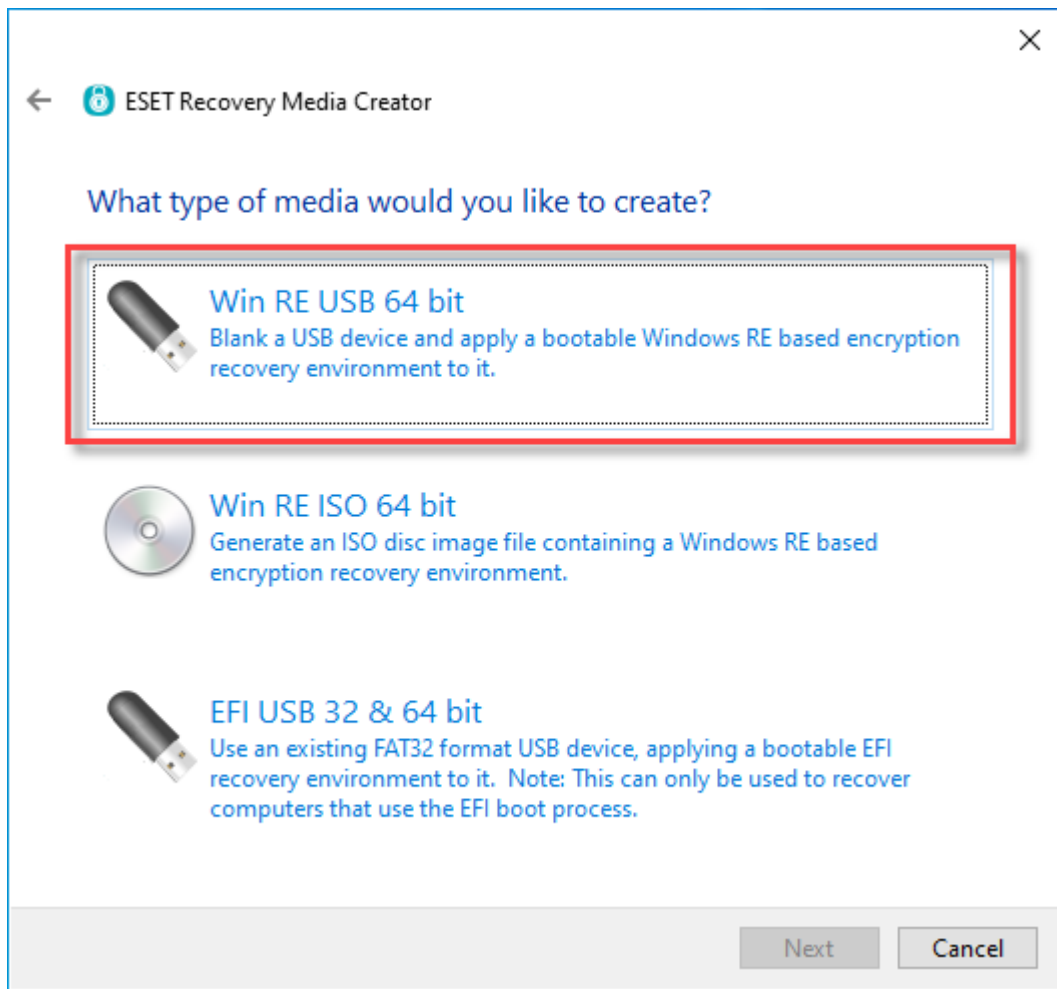 ESET Recovery Media Creator
What type of media would you like to create?
Win RE USB 64 bit
Blank a USB device and apply a bootable Windows RE based encryption
recovery environment to it.
Win RE ISO 64 bit
Generate an ISO disc image file containing a Windows RE based
encryption recovery environment.
EFI USB 32 & 64 bit
Use an existing FAT32 format USB device, applying a bootable EFI
recovery environment to it.  Note: This can only be used to recover
computers that use the EFI boot process.
Next
Cancel